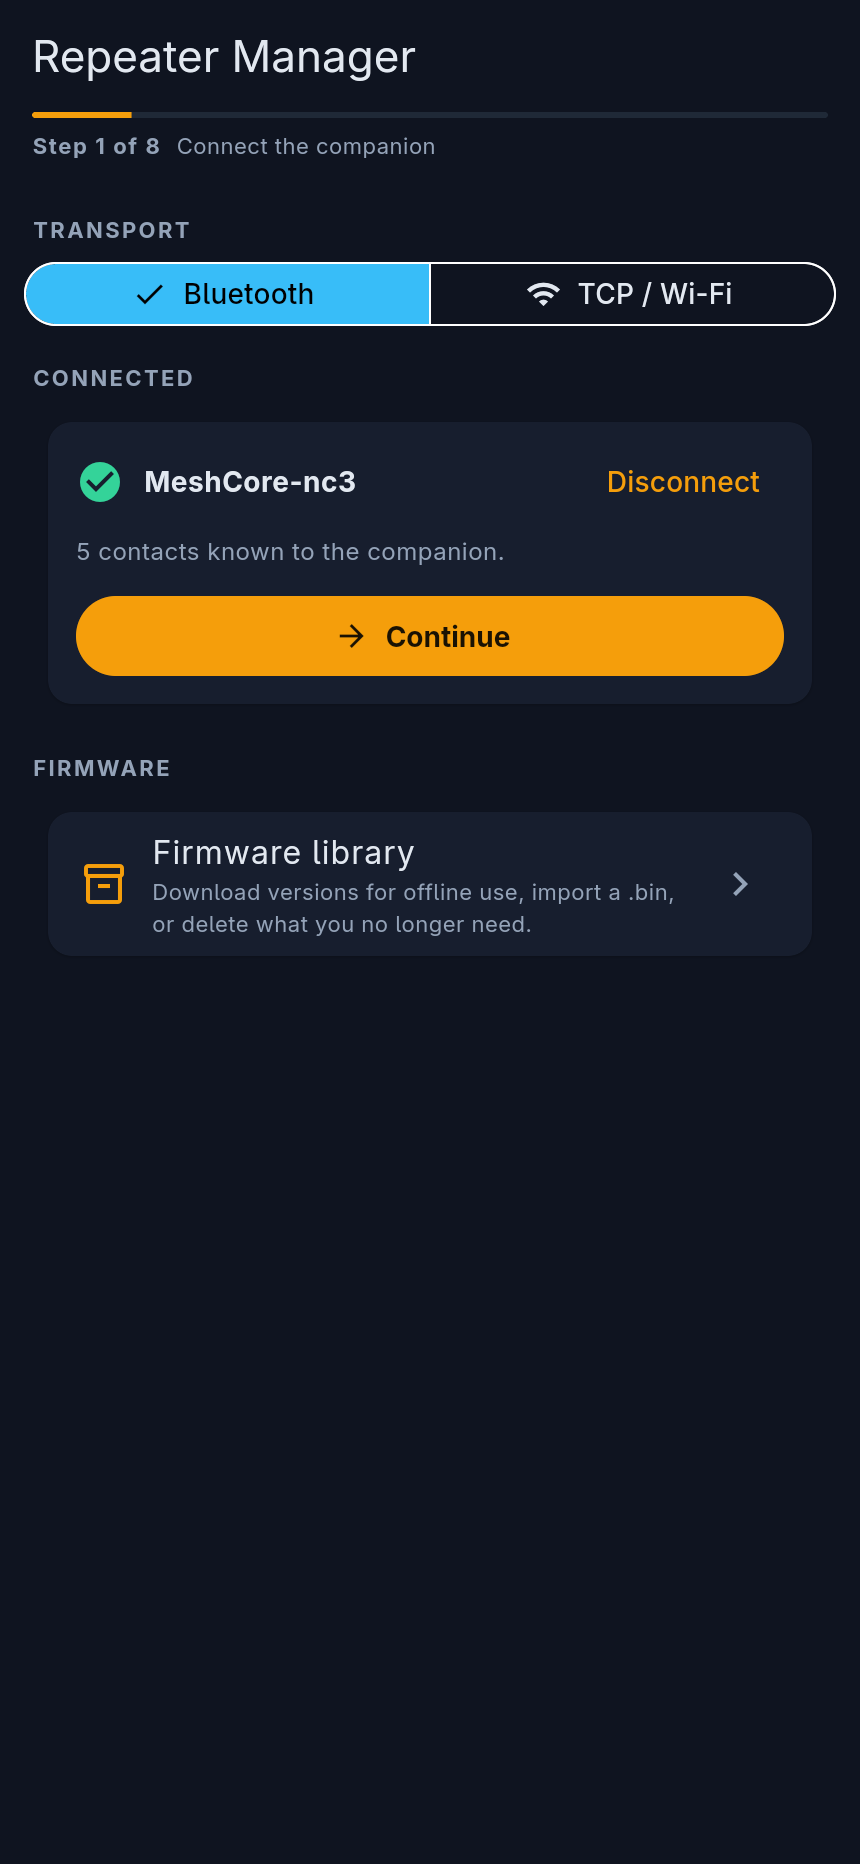 Repeater Manager
Step 1 of 8 Connect the companion
TRANSPORT
Bluetooth
TCP / Wi-Fi
CONNECTED
MeshCore-nc3
Disconnect
5 contacts known to the companion.
Continue
FIRMWARE
Firmware library
Download versions for offline use, import a .bin,
or delete what you no longer need.